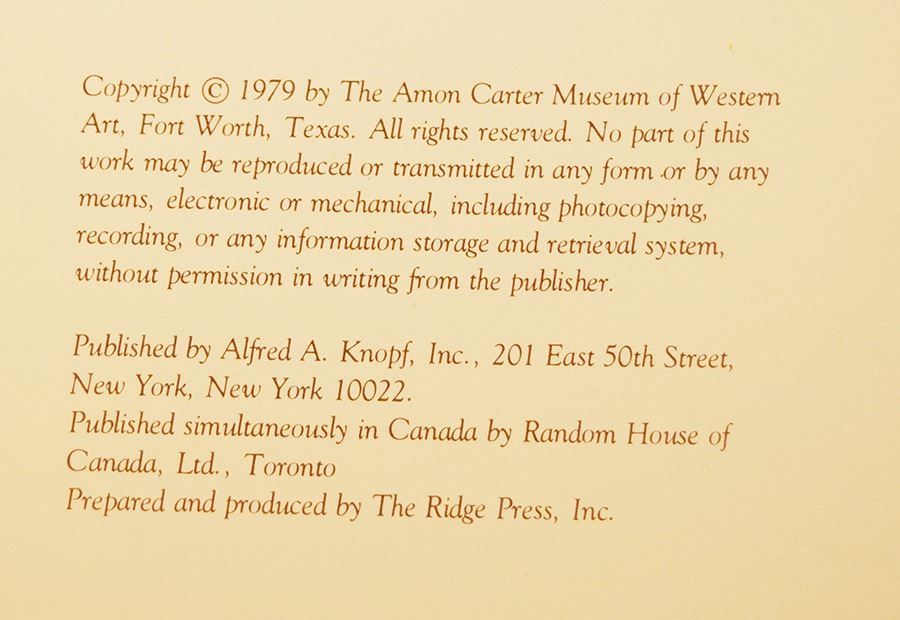 Copyright © 1979 by The Amon Carter Museum of Western
Art, Fort Worth, Texas. All rights reserved. No part of this
work may be reproduced or transmitted in any form or by any
means, electronic or mechanical, including photocopying,
recording, or any information storage and retrieval system,
without permission in writing from the publisher.
Published by Alfred A. Knopf, Inc., 201 East 50th Street,
New York, New York 10022.
Published simultaneously in Canada by Random House of
Canada, Ltd., Toronto
Prepared and produced by The Ridge Press, Inc.